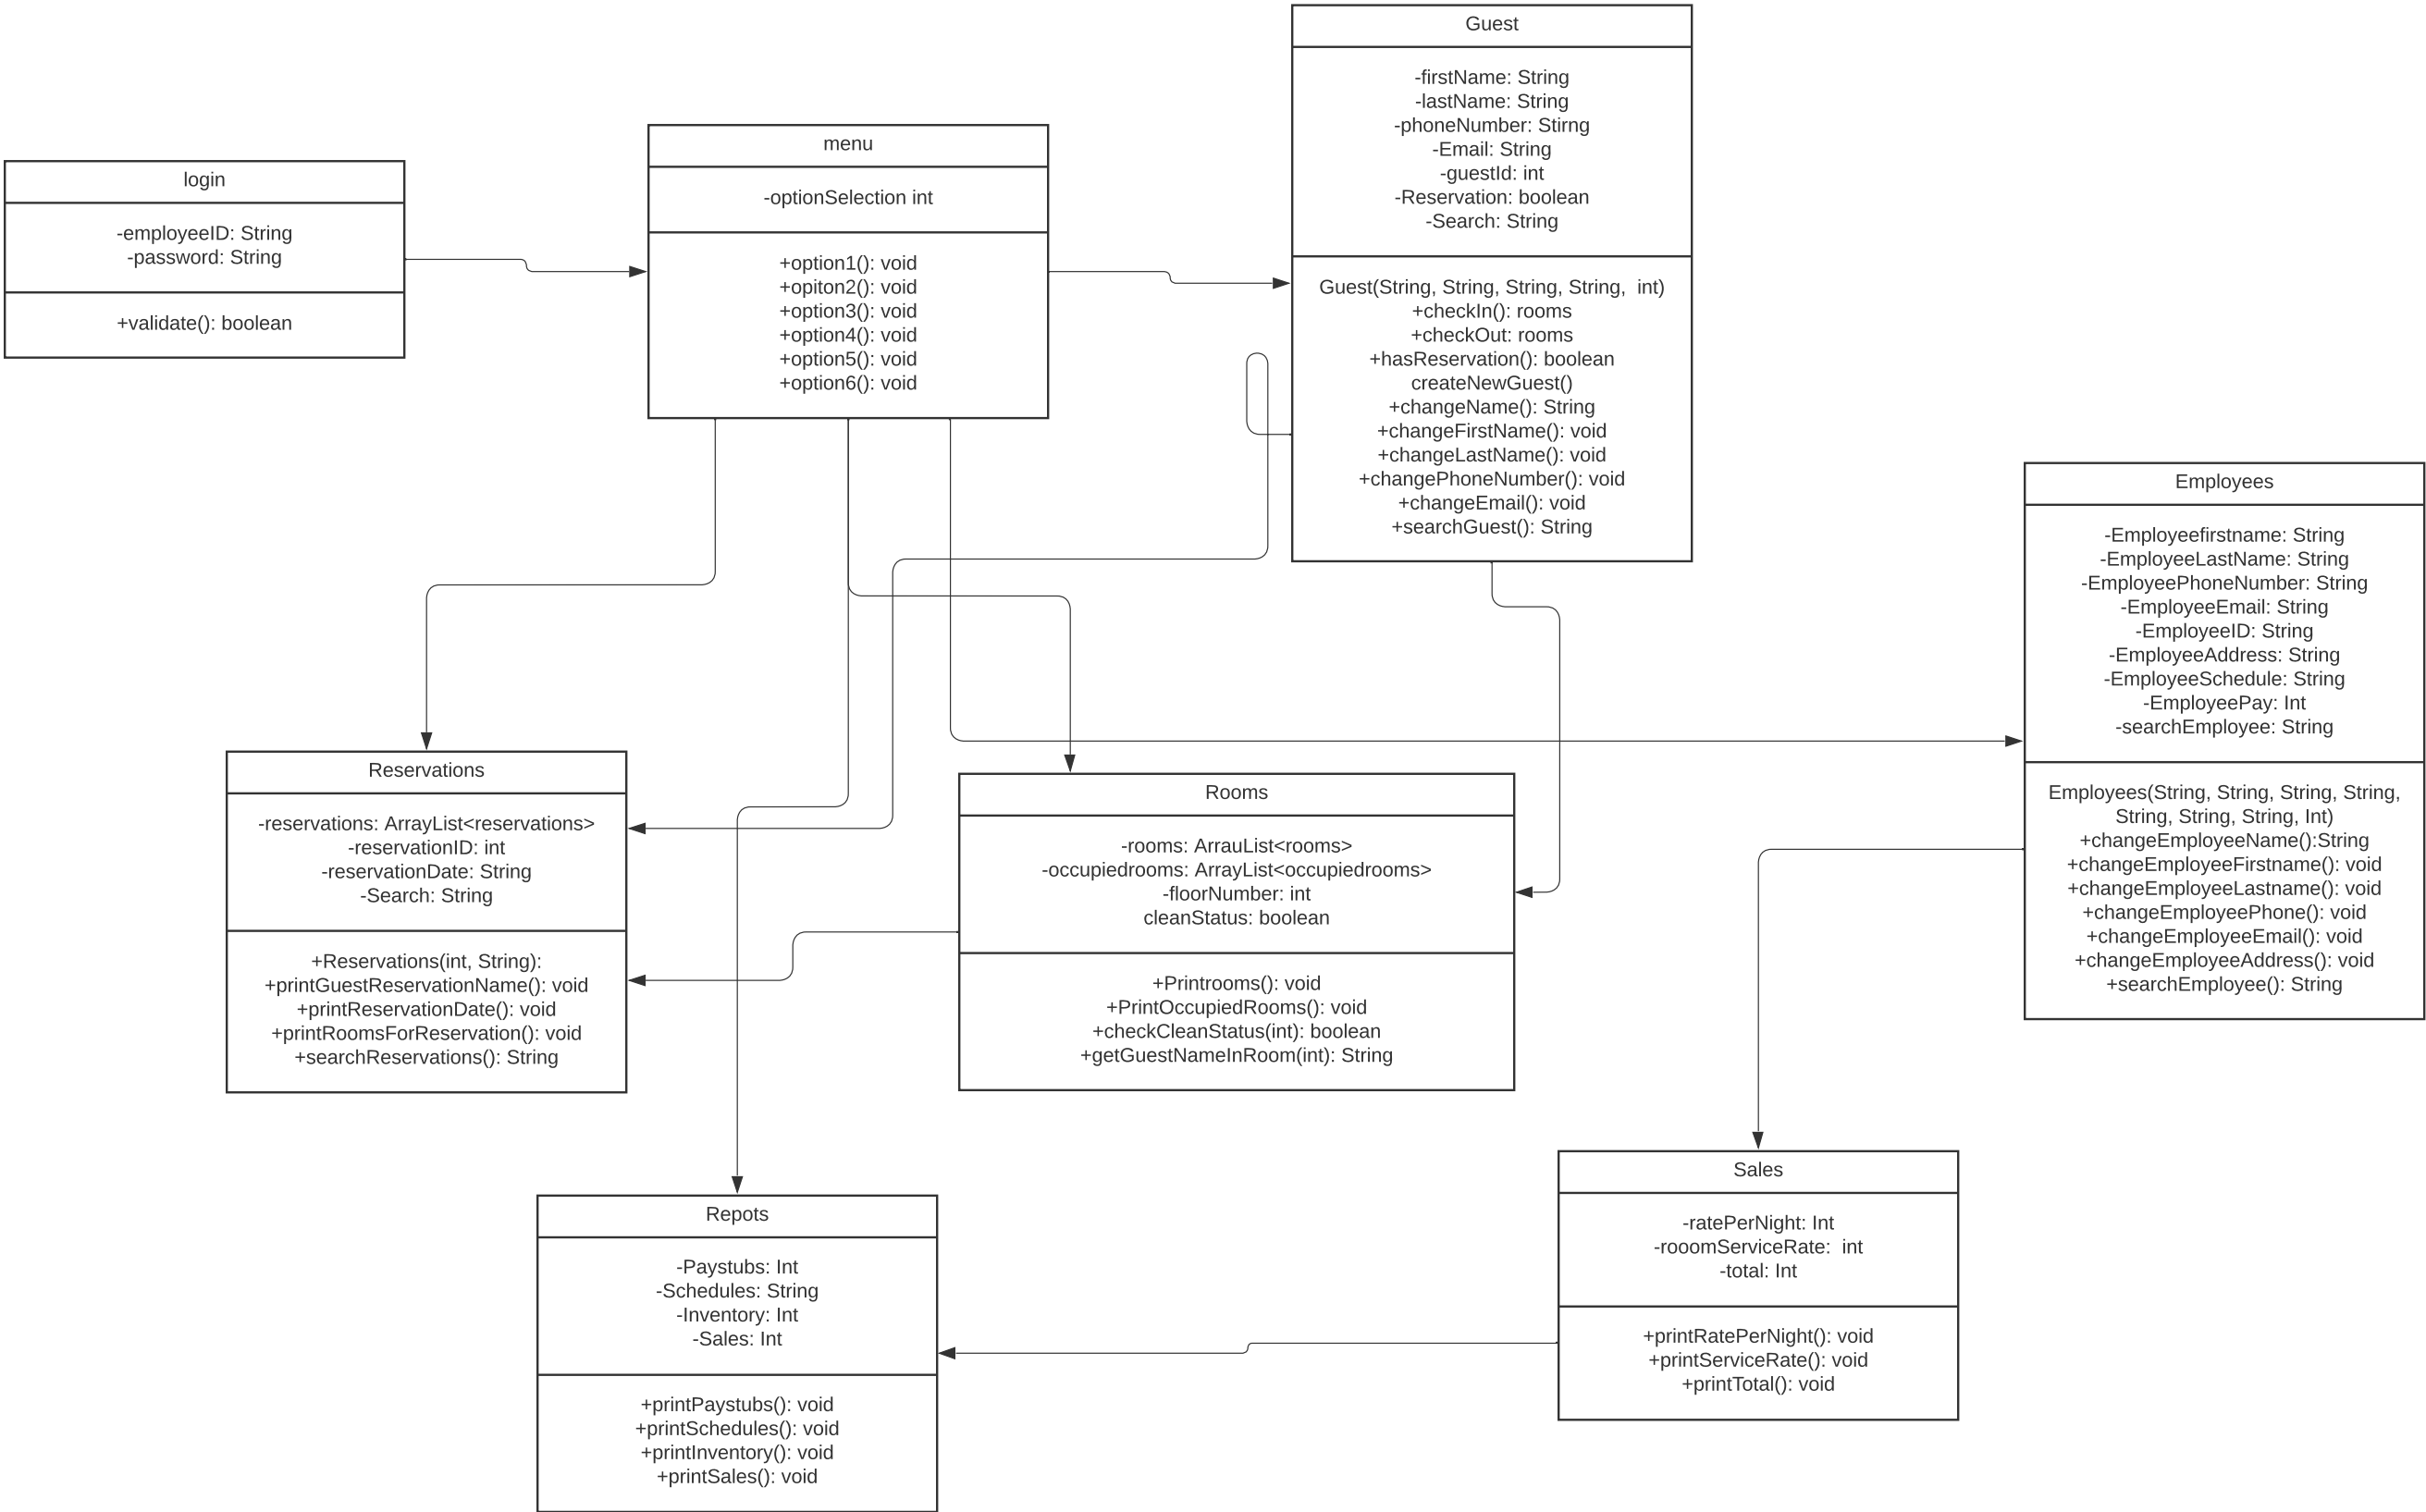 login
-employeeID: String
-password: String
+validate(): boolean
menu
-optionSelection int
+option1(): void
+opiton2(): void
+option3(): void
+option4(): void
+option5(): void
+option6(): void
Guest
-firstName: String
-lastName: String
-phoneNumber: Stirng
-Email: String
-guestId: int
-Reservation: boolean
-Search: String
Guest(String, String, String, String,  int)
+checkIn(): rooms
+checkOut: rooms
+hasReservation(): boolean
createNewGuest()
+changeName(): String
+changeFirstName(): void
+changeLastName(): void
+changePhoneNumber(): void
+changeEmail(): void
+searchGuest(): String
Employees
-Employeefirstname: String
-EmployeeLastName: String
-EmployeePhoneNumber: String
-EmployeeEmail: String
-EmployeeID: String
-EmployeeAddress: String
-EmployeeSchedule: String
-EmployeePay: Int
-searchEmployee: String
Employees(String, String, String, String,
String, String, String, Int)
+changeEmployeeName():String
+changeEmployeeFirstname(): void
+changeEmployeeLastname(): void
+changeEmployeePhone(): void
+changeEmployeeEmail(): void
+changeEmployeeAddress(): void
+searchEmployee(): String
Reservations
-reservations: ArrayList<reservations>
-reservationID: int
-reservationDate: String
-Search: String
+Reservations(int, String):
+printGuestReservationName(): void
+printReservationDate(): void
+printRoomsForReservation(): void
+searchReservations(): String
Rooms
-rooms: ArrauList<rooms>
-occupiedrooms: ArrayList<occupiedrooms>
-floorNumber: int
cleanStatus: boolean
+Printrooms(): void
+PrintOccupiedRooms(): void
+checkCleanStatus(int): boolean
+getGuestNameInRoom(int): String
Repots
-Paystubs: Int
-Schedules: String
-Inventory: Int
-Sales: Int
+printPaystubs(): void
+printSchedules(): void
+printInventory(): void
+printSales(): void
Sales
-ratePerNight: Int
-rooomServiceRate:  int
-total: Int
+printRatePerNight(): void
+printServiceRate(): void
+printTotal(): void